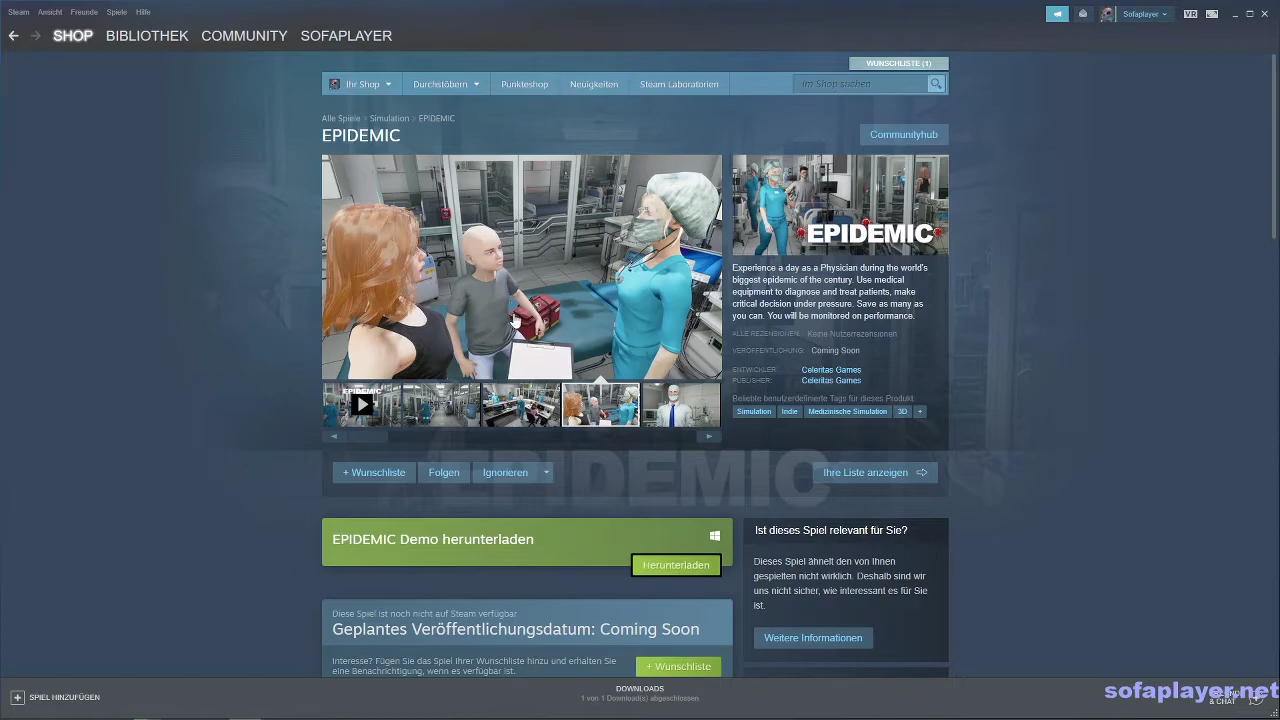 Steam Ansicht Freunde Spiele Hilfe
Sofaplayer
VR
SHOP BIBLIOTHEK COMMUNITY SOFAPLAYER
WUNSCHLISTE (1)
Ihr Shop Durchstöbern Punkteshop Neuigkeiten Steam Laboratorien im Shop suchen
Alle Spiele > Simulation > EPIDEMIC
EPIDEMIC
Communityhub
EPIDEMIC
Experience a day as a Physician during the world's
biggest epidemic of the century. Use medical
equipment to diagnose and treat patients, make
critical decision under pressure. Save as many as
you can. You will be monitored on performance.
ALLE REZENSIONEN: Keine Nutzerrezensionen
VERÖFFENTLICHUNG: Coming Soon
ENTWICKLER: Celeritas Games
PUBLISHER: Celeritas Games
Beliebte benutzerdefinierte Tags für dieses Produkt
Simulation Indie Medizinische Simulation 3D +
EPIDEMIC
+ Wunschliste Folgen Ignorieren Ihre Liste anzeigen
EPIDEMIC
EPIDEMIC Demo herunterladen
Herunterladen
Diese Spiel ist noch nicht auf Steam verfügbar
Geplantes Veröffentlichungsdatum: Coming Soon
Interesse? Fügen Sie das Spiel Ihrer Wunschliste hinzu und erhalten Sie
eine Benachrichtigung, wenn es verfügbar ist.
+ Wunschliste
Ist dieses Spiel relevant für Sie?
Dieses Spiel ähnelt den von Ihnen
gespielten nicht wirklich. Deshalb sind wir
uns nicht sicher, wie interessant es für Sie
ist.
Weitere Informationen
SPIEL HINZUFÜGEN
DOWNLOADS
1 von 1 Download(s) abgeschlossen
& CHAT
sofaplayer.net